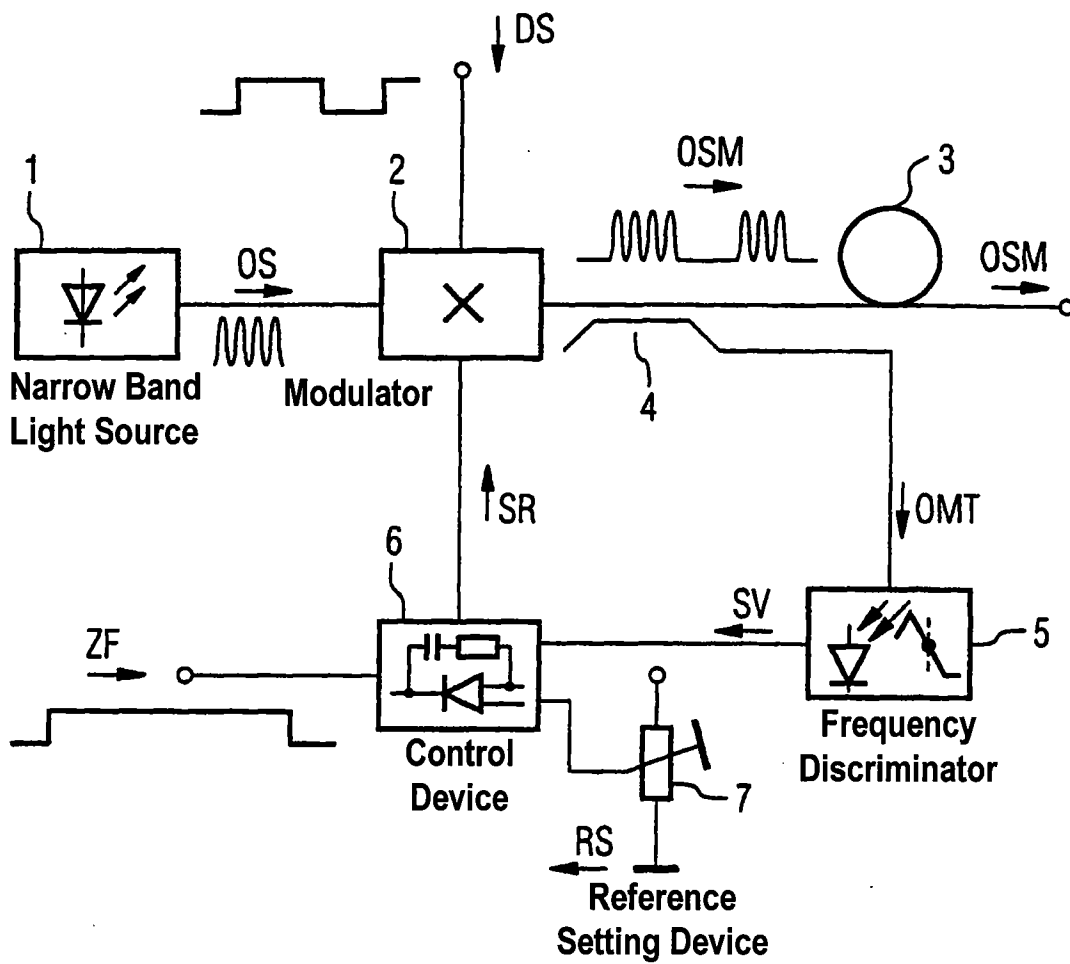 DS
1
2
OSM
3
OS
OSM
Narrow Band
Light Source
Modulator
4
SR
OMT
6
ZF
SV
5
Control
Device
Frequency
Discriminator
7
RS
Reference
Setting Device